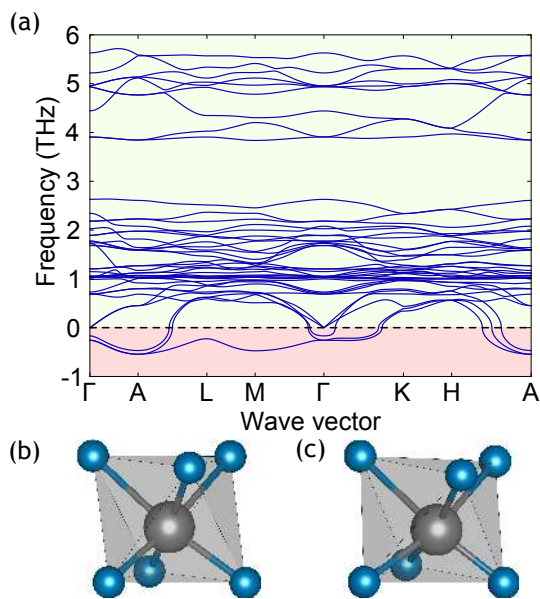 (a)
6
5
4
3
2
1
0
-1
Frequency (THz)
Γ A L M Γ K H A
Wave vector
(b) (c)